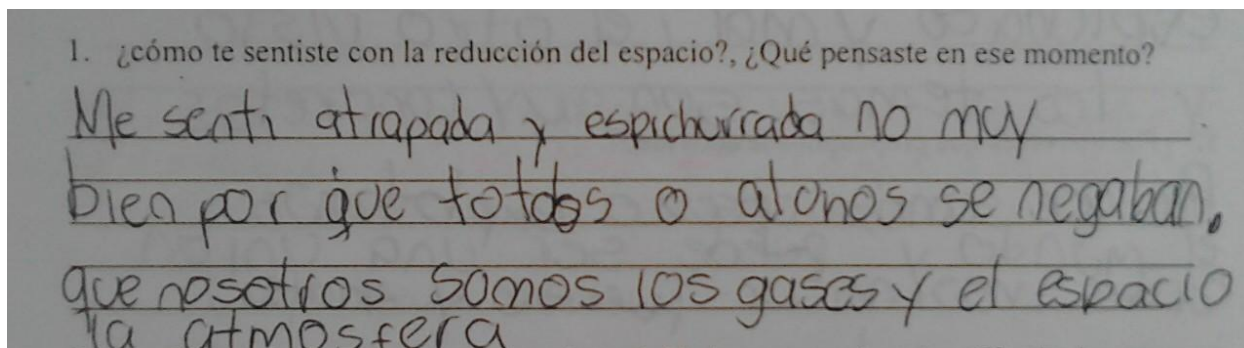 1. ¿cómo te sentiste con la reducción del espacio?, ¿Qué pensaste en ese momento?
Me senti atrapada y espichurrada no muy
bien por que totdos o alonos se negaban.
que nosotros somos los gases y el espacio
la atmosfera